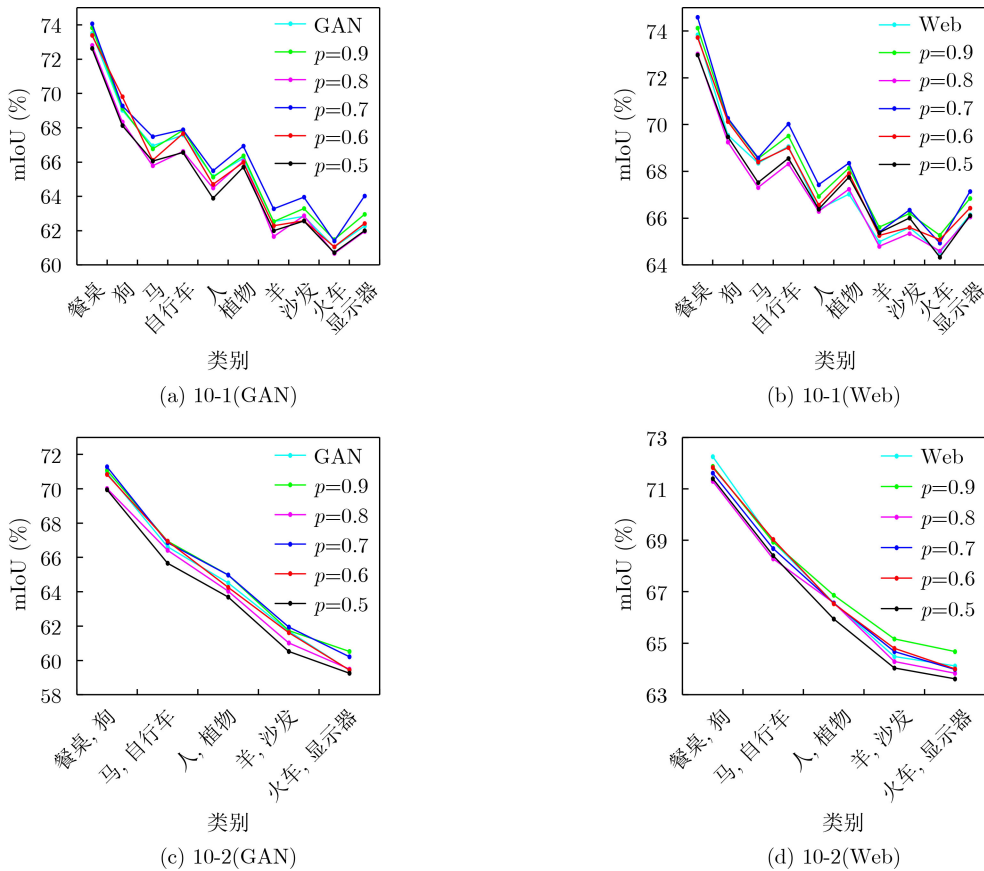 74
72
70
68
66
64
62
60
mIoU (%)
GAN
p=0.9
p=0.8
p=0.7
p=0.6
p=0.5
餐桌
狗
马
自行车
人
植物
羊
沙发
火车
显示器
类别
(a) 10-1(GAN)
74
72
70
68
66
64
mIoU (%)
Web
p=0.9
p=0.8
p=0.7
p=0.6
p=0.5
餐桌
狗
马
自行车
人
植物
羊
沙发
火车
显示器
类别
(b) 10-1(Web)
72
70
68
66
64
62
60
58
mIoU (%)
GAN
p=0.9
p=0.8
p=0.7
p=0.6
p=0.5
餐桌, 狗
马, 自行车
人, 植物
羊, 沙发
火车, 显示器
类别
(c) 10-2(GAN)
73
71
69
67
65
63
mIoU (%)
Web
p=0.9
p=0.8
p=0.7
p=0.6
p=0.5
餐桌, 狗
马, 自行车
人, 植物
羊, 沙发
火车, 显示器
类别
(d) 10-2(Web)